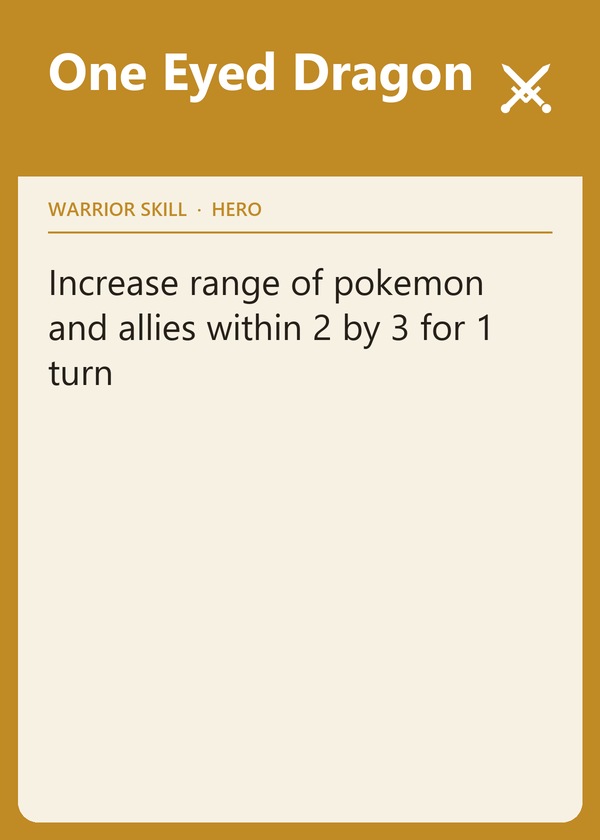 One Eyed Dragon
WARRIOR SKILL · HERO
Increase range of pokemon
and allies within 2 by 3 for 1
turn